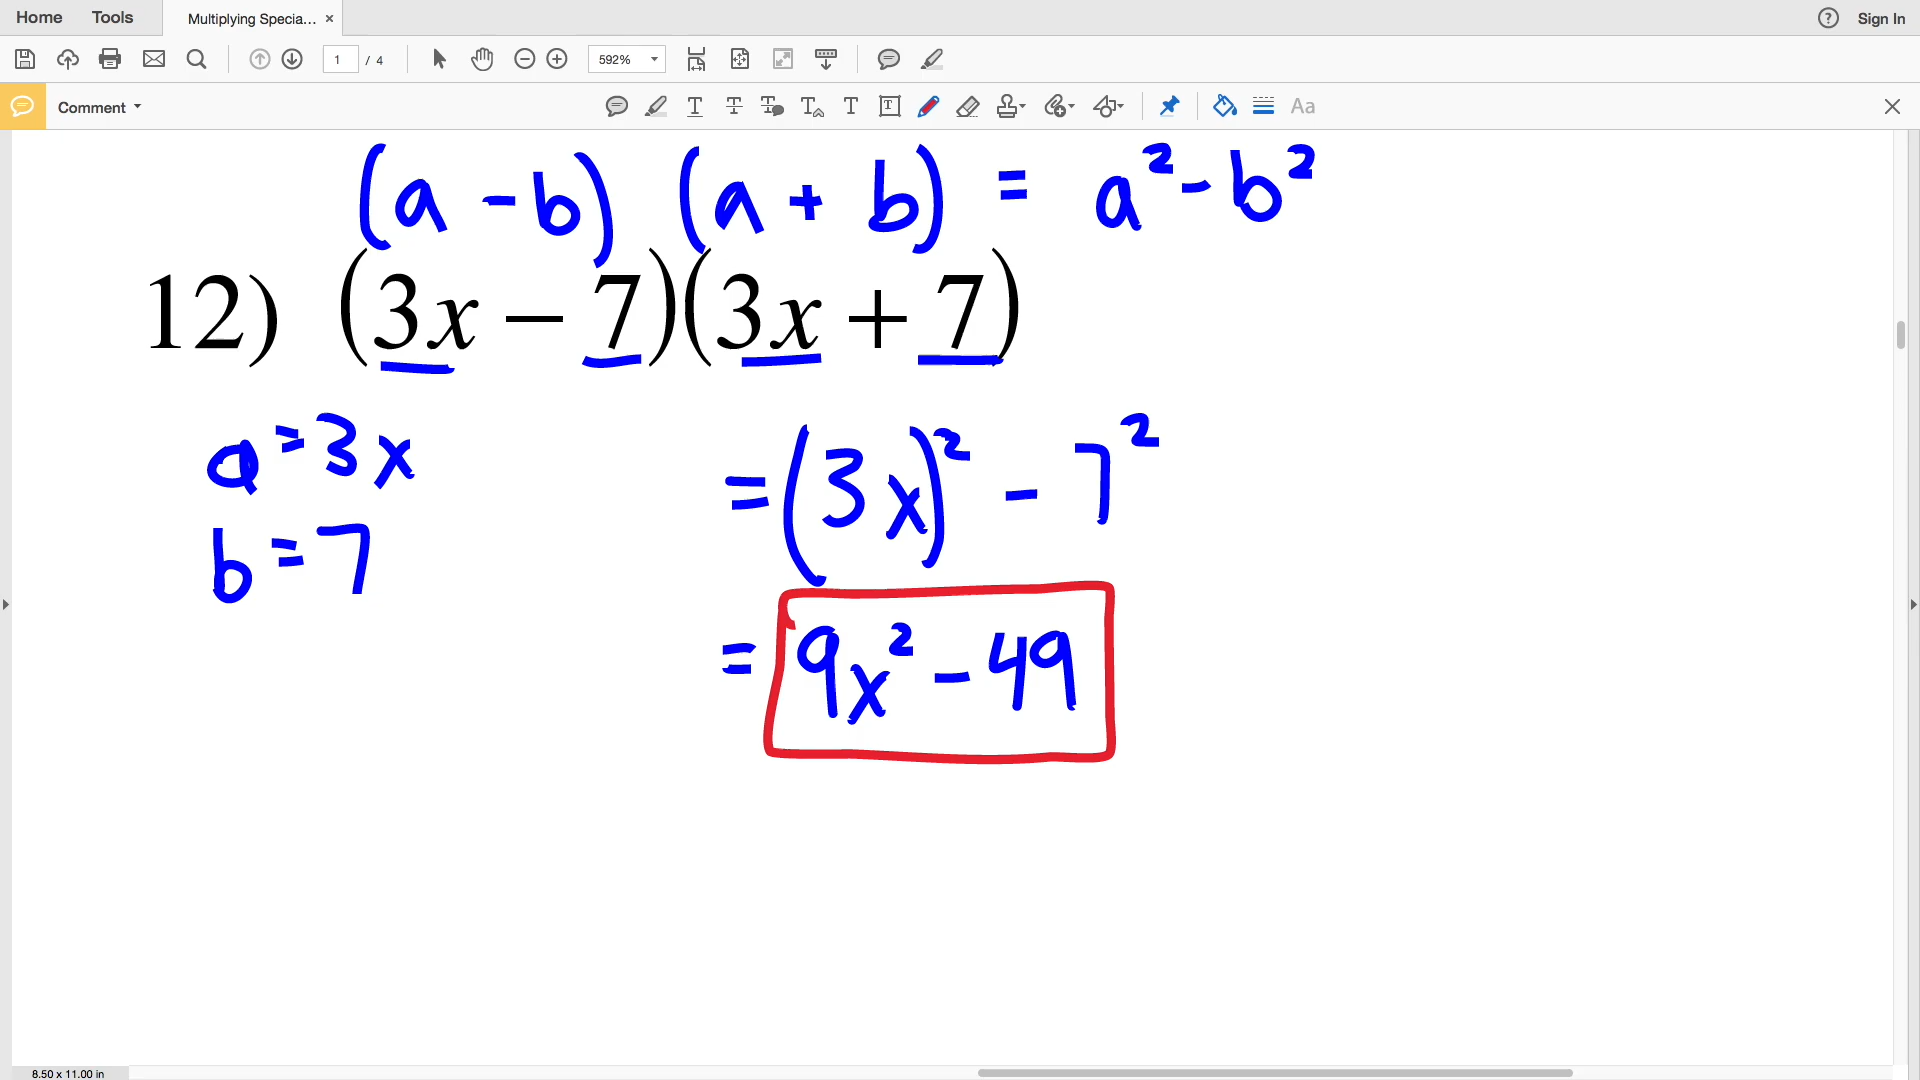 Home Tools Multiplying Specia... × ? Sign In
1 / 4 592%
Comment T T T T T T Aa
(a - b) (a + b) = a² - b²
12) (3x − 7)(3x + 7)
a = 3x
= (3x)² - 7²
b = 7
= 9x² - 49
8.50 x 11.00 in